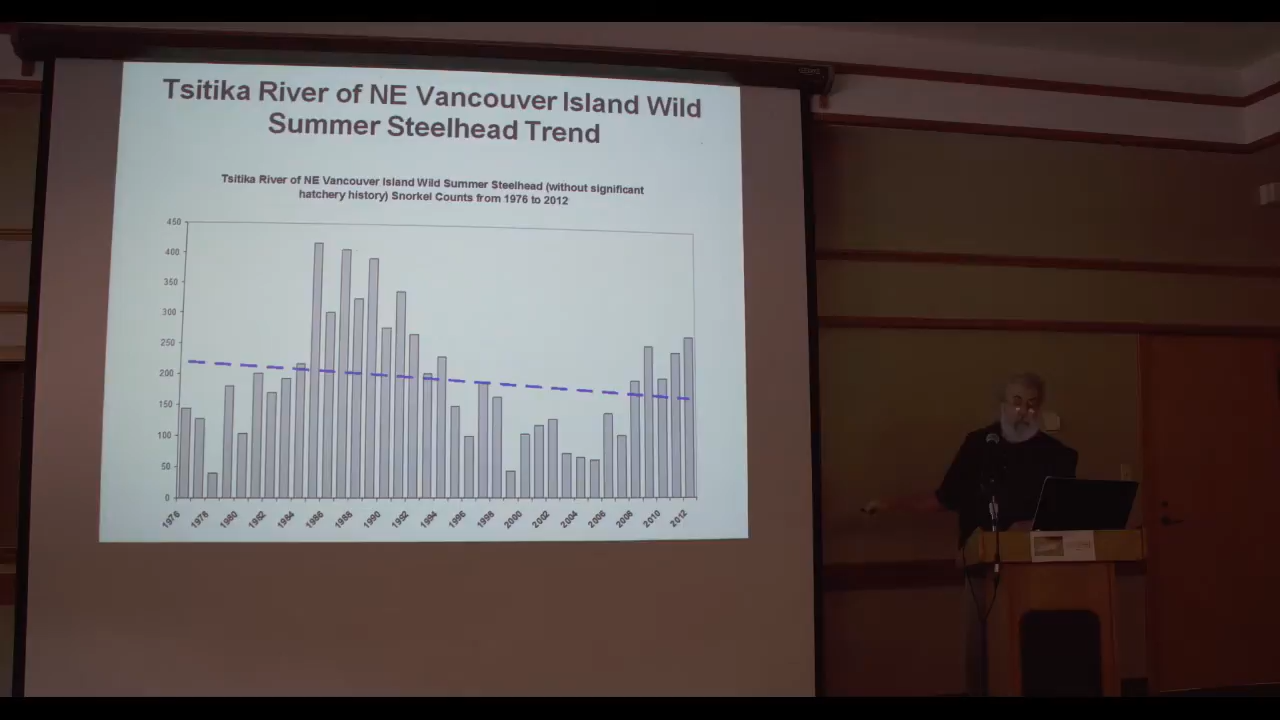 Tsitika River of NE Vancouver Island Wild
Summer Steelhead Trend
Tsitika River of NE Vancouver Island Wild Summer Steelhead (without significant
hatchery history) Snorkel Counts from 1976 to 2012
450
400
350
300
250
200
150
100
50
0
1976 1978 1980 1982 1984 1986 1988 1990 1992 1994 1996 1998 2000 2002 2004 2006 2008 2010 2012